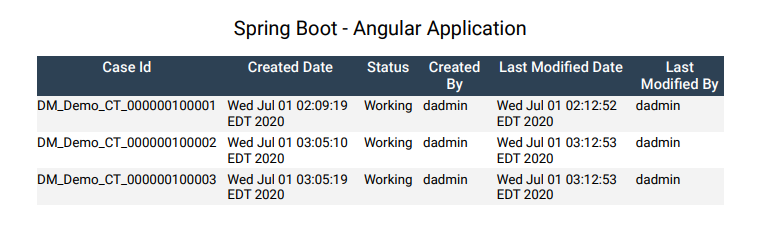 Spring Boot - Angular Application
Case Id Created Date Status Created By Last Modified Date Last Modified By
DM_Demo_CT_000000100001 Wed Jul 01 02:09:19 EDT 2020 Working dadmin Wed Jul 01 02:12:52 EDT 2020 dadmin
DM_Demo_CT_000000100002 Wed Jul 01 03:05:10 EDT 2020 Working dadmin Wed Jul 01 03:12:53 EDT 2020 dadmin
DM_Demo_CT_000000100003 Wed Jul 01 03:05:19 EDT 2020 Working dadmin Wed Jul 01 03:12:53 EDT 2020 dadmin